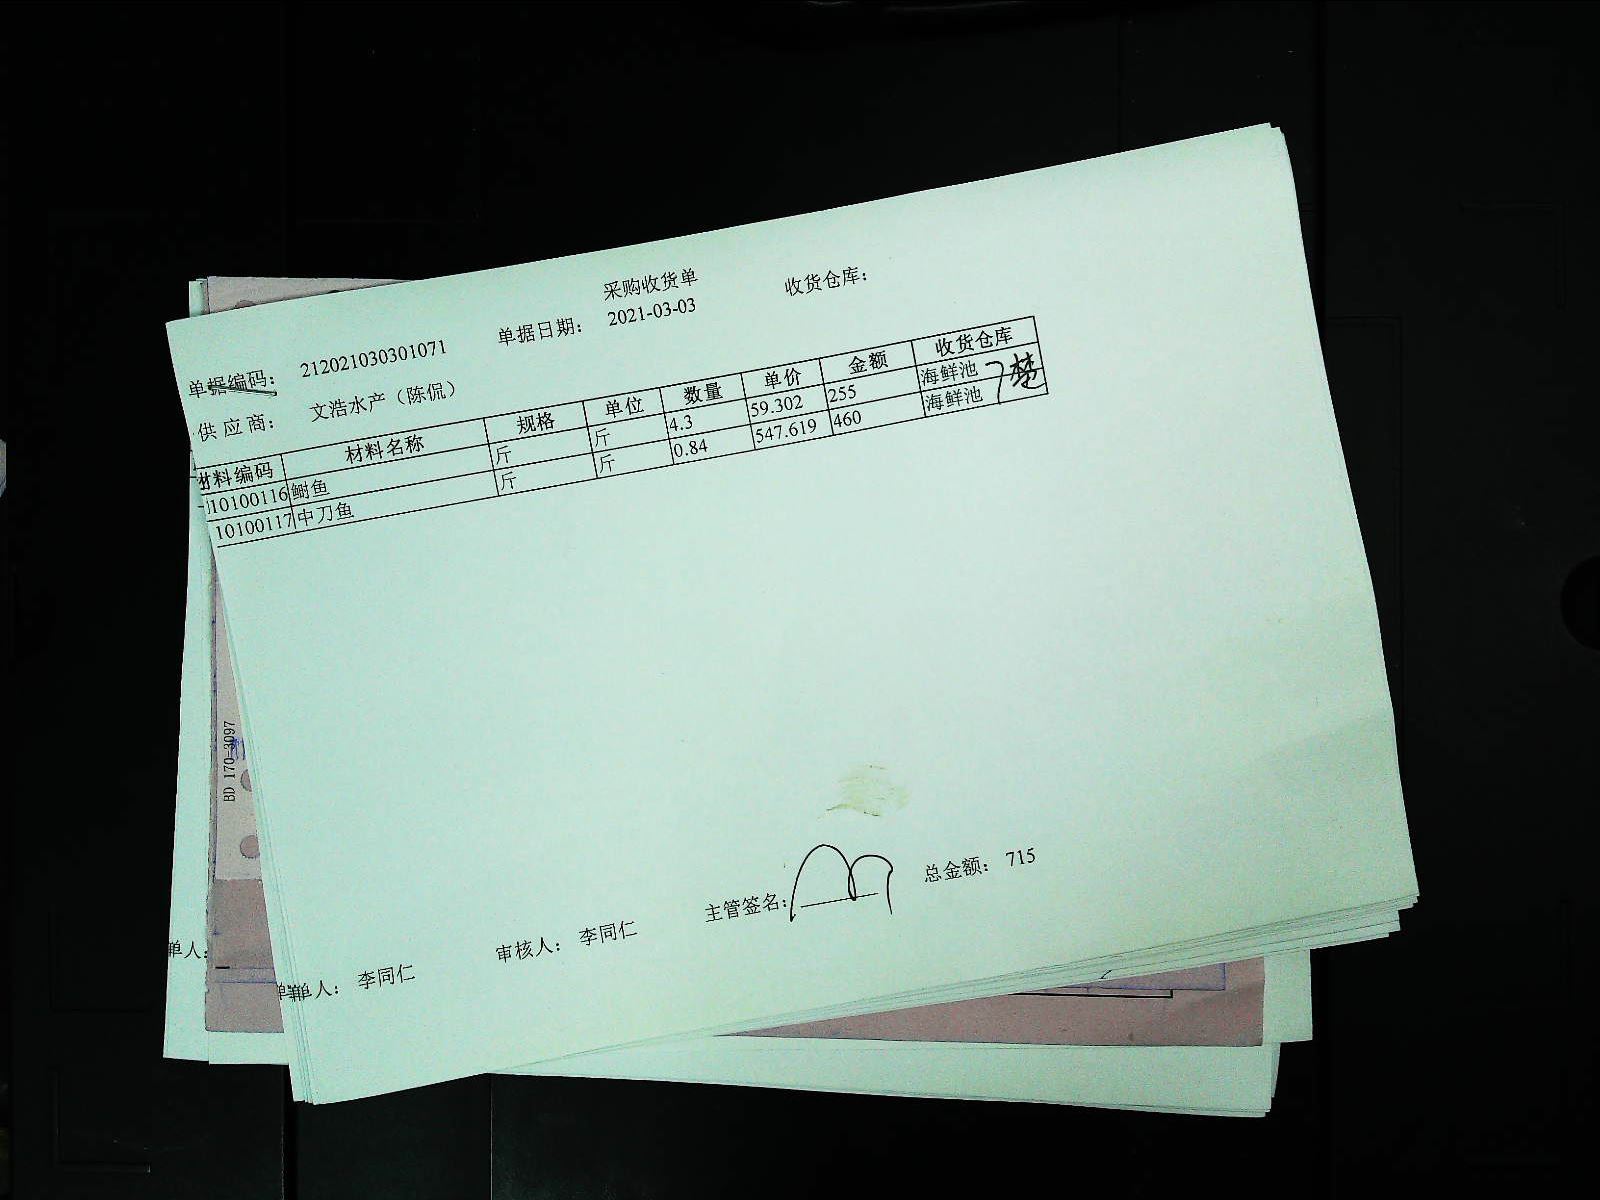 采购收货单
单据编码： 212021030301071 单据日期： 2021-03-03 收货仓库：
供应商： 文浩水产（陈侃）
材料编码 材料名称 规格 单位 数量 单价 金额 收货仓库
10100116 鲥鱼 斤 斤 4.3 59.302 255 海鲜池
10100117 中刀鱼 斤 斤 0.84 547.619 460 海鲜池
BD 170-3097
主管签名： 总金额： 715
单人： 李同仁 审核人： 李同仁
单人：